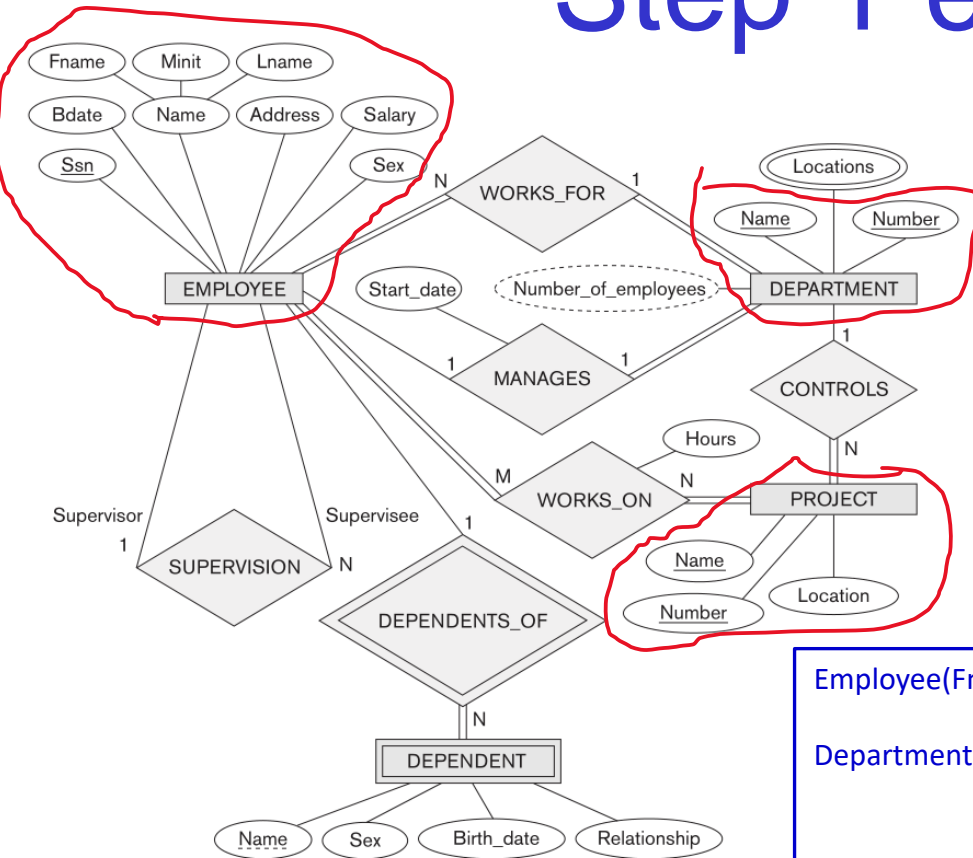 Step 1
Fname Minit Lname
Bdate Name Address Salary
Ssn Sex
N WORKS_FOR 1
Locations
Name Number
EMPLOYEE
Start_date
Number_of_employees
DEPARTMENT
1 MANAGES 1
1
CONTROLS
N
Hours
M WORKS_ON N
PROJECT
Supervisor
1
Supervisee
SUPERVISION N
1
Name
Number
Location
DEPENDENTS_OF
N
DEPENDENT
Name Sex Birth_date Relationship
Employee(Fn
Department